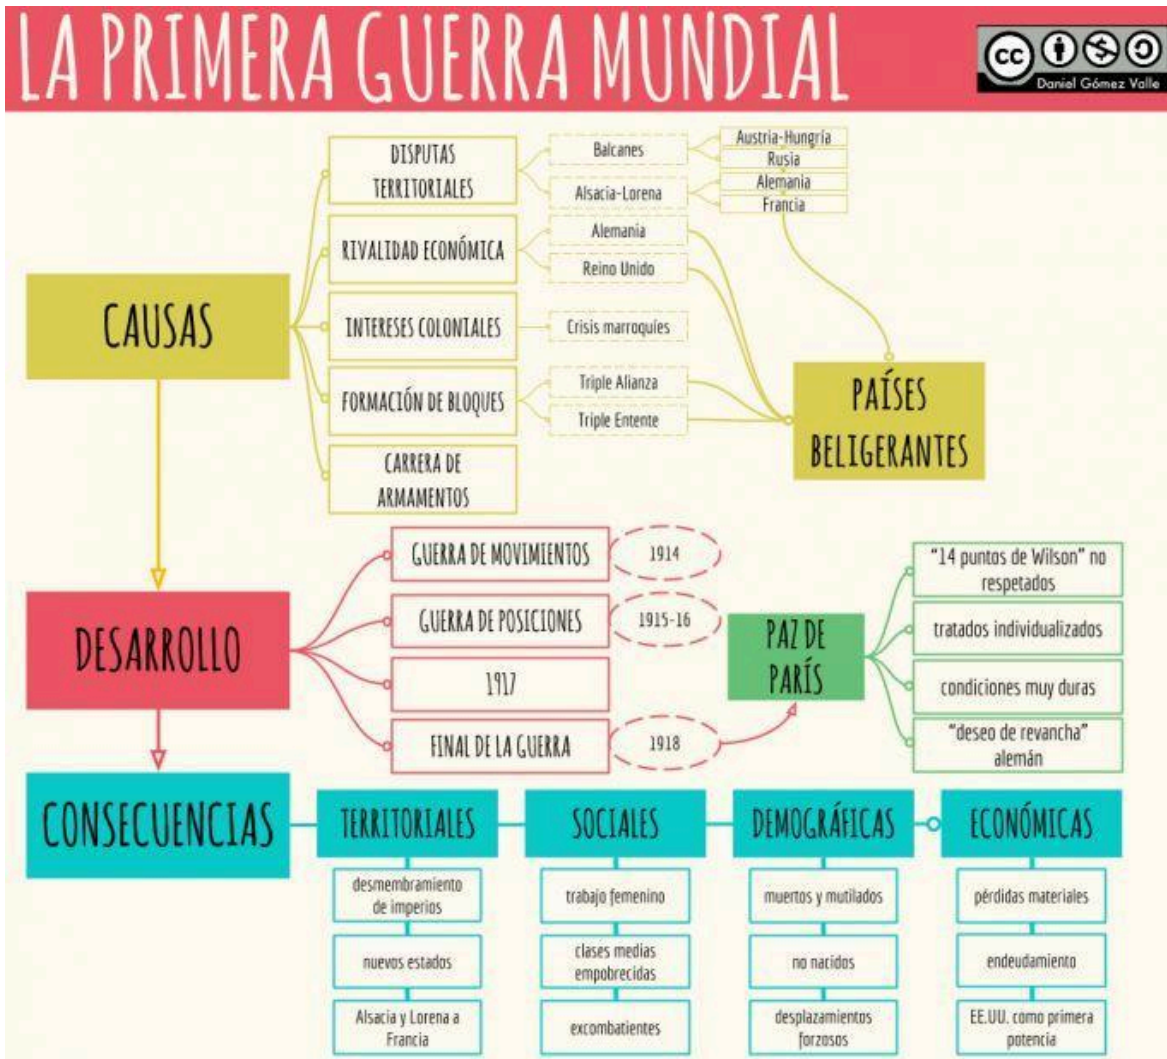 LA PRIMERA GUERRA MUNDIAL
cc
Daniel Gómez Valle
CAUSAS
DISPUTAS
TERRITORIALES
Balcanes
Austria-Hungría
Rusia
Alsacia-Lorena
Alemania
Francia
RIVALIDAD ECONÓMICA
Alemania
Reino Unido
INTERESES COLONIALES
Crisis marroquíes
FORMACIÓN DE BLOQUES
Triple Alianza
Triple Entente
CARRERA DE
ARMAMENTOS
PAÍSES
BELIGERANTES
DESARROLLO
GUERRA DE MOVIMIENTOS
1914
GUERRA DE POSICIONES
1915-16
1917
FINAL DE LA GUERRA
1918
PAZ DE
PARÍS
"14 puntos de Wilson" no
respetados
tratados individualizados
condiciones muy duras
"deseo de revancha"
alemán
CONSECUENCIAS
TERRITORIALES
desmembramiento
de imperios
nuevos estados
Alsacia y Lorena a
Francia
SOCIALES
trabajo femenino
clases medias
empobrecidas
excombatientes
DEMOGRÁFICAS
muertos y mutilados
no nacidos
desplazamientos
forzosos
ECONÓMICAS
pérdidas materiales
endeudamiento
EE.UU. como primera
potencia